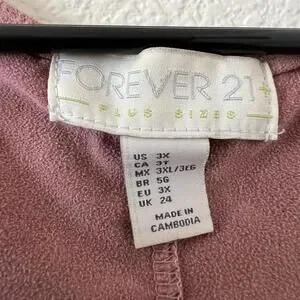 FOREVER 21+
PLUS SIZES
US 3X
CA 3X
MX 3XL/3EG
BR 5G
EU 3X
UK 24
MADE IN
CAMBODIA